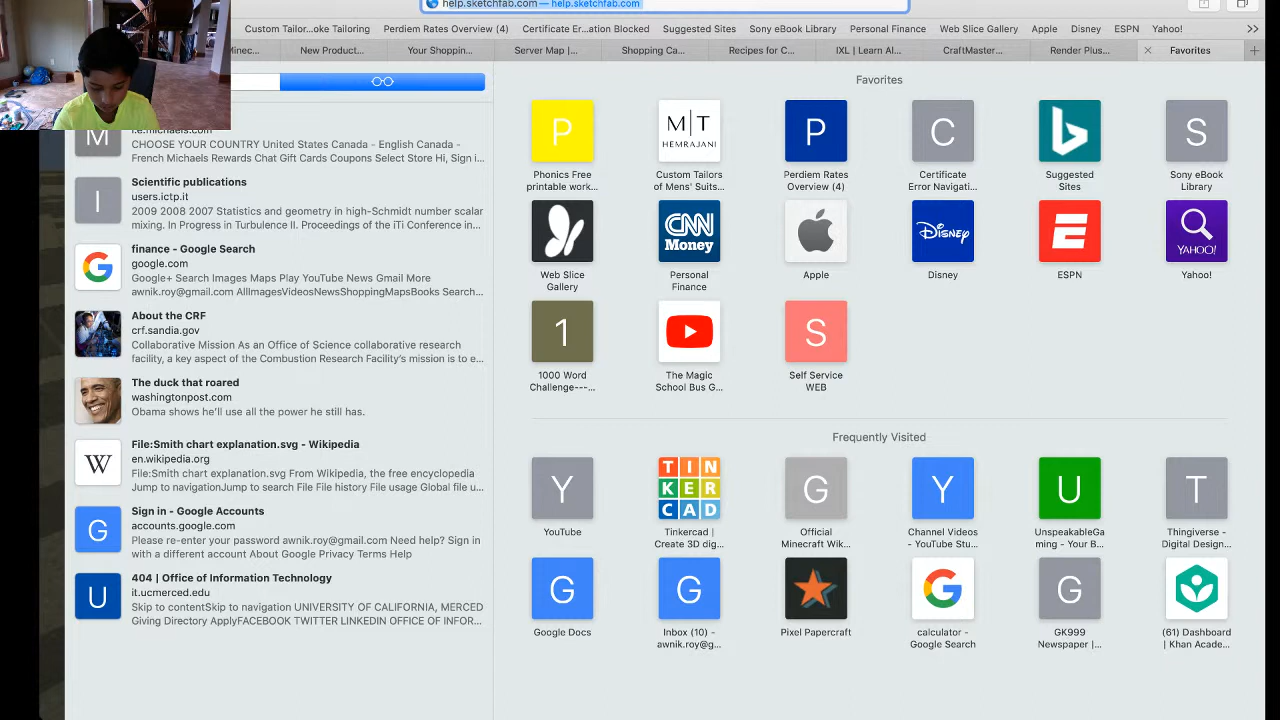 help.sketchfab.com — help.sketchfab.com
Custom Tailor...oke Tailoring Perdiem Rates Overview (4) Certificate Er...ation Blocked Suggested Sites Sony eBook Library Personal Finance Web Slice Gallery Apple Disney ESPN Yahoo!
Minec... New Product... Your Shoppin... Server Map |... Shopping Ca... Recipes for C... IXL | Learn Al... CraftMaster... Render Plus... Favorites
M
i.e.michaels.com
CHOOSE YOUR COUNTRY United States Canada - English Canada -
French Michaels Rewards Chat Gift Cards Coupons Select Store Hi, Sign i...
I
Scientific publications
users.ictp.it
2009 2008 2007 Statistics and geometry in high-Schmidt number scalar
mixing. In Progress in Turbulence II. Proceedings of the iTi Conference in...
G
finance - Google Search
google.com
Google+ Search Images Maps Play YouTube News Gmail More
awnik.roy@gmail.com AllImagesVideosNewsShoppingMapsBooks Search...
About the CRF
crf.sandia.gov
Collaborative Mission As an Office of Science collaborative research
facility, a key aspect of the Combustion Research Facility's mission is to e...
The duck that roared
washingtonpost.com
Obama shows he'll use all the power he still has.
W
File:Smith chart explanation.svg - Wikipedia
en.wikipedia.org
File:Smith chart explanation.svg From Wikipedia, the free encyclopedia
Jump to navigationJump to search File File history File usage Global file u...
G
Sign in - Google Accounts
accounts.google.com
Please re-enter your password awnik.roy@gmail.com Need help? Sign in
with a different account About Google Privacy Terms Help
U
404 | Office of Information Technology
it.ucmerced.edu
Skip to contentSkip to navigation UNIVERSITY OF CALIFORNIA, MERCED
Giving Directory ApplyFACEBOOK TWITTER LINKEDIN OFFICE OF INFOR...
Favorites
P M|T HEMRAJANI P C b S
Phonics Free
printable work...
Custom Tailors
of Mens' Suits...
Perdiem Rates
Overview (4)
Certificate
Error Navigati...
Suggested
Sites
Sony eBook
Library
CNN
Money
Disney
E
YAHOO!
Web Slice
Gallery
Personal
Finance
Apple
Disney
ESPN
Yahoo!
1
S
1000 Word
Challenge---...
The Magic
School Bus G...
Self Service
WEB
Frequently Visited
Y
TIN
KER
CAD
G
Y
U
T
YouTube
Tinkercad |
Create 3D dig...
Official
Minecraft Wik...
Channel Videos
- YouTube Stu...
UnspeakableGa
ming - Your B...
Thingiverse -
Digital Design...
G
G
G
G
Google Docs
Inbox (10) -
awnik.roy@g...
Pixel Papercraft
calculator -
Google Search
GK999
Newspaper |...
(61) Dashboard
| Khan Acade...